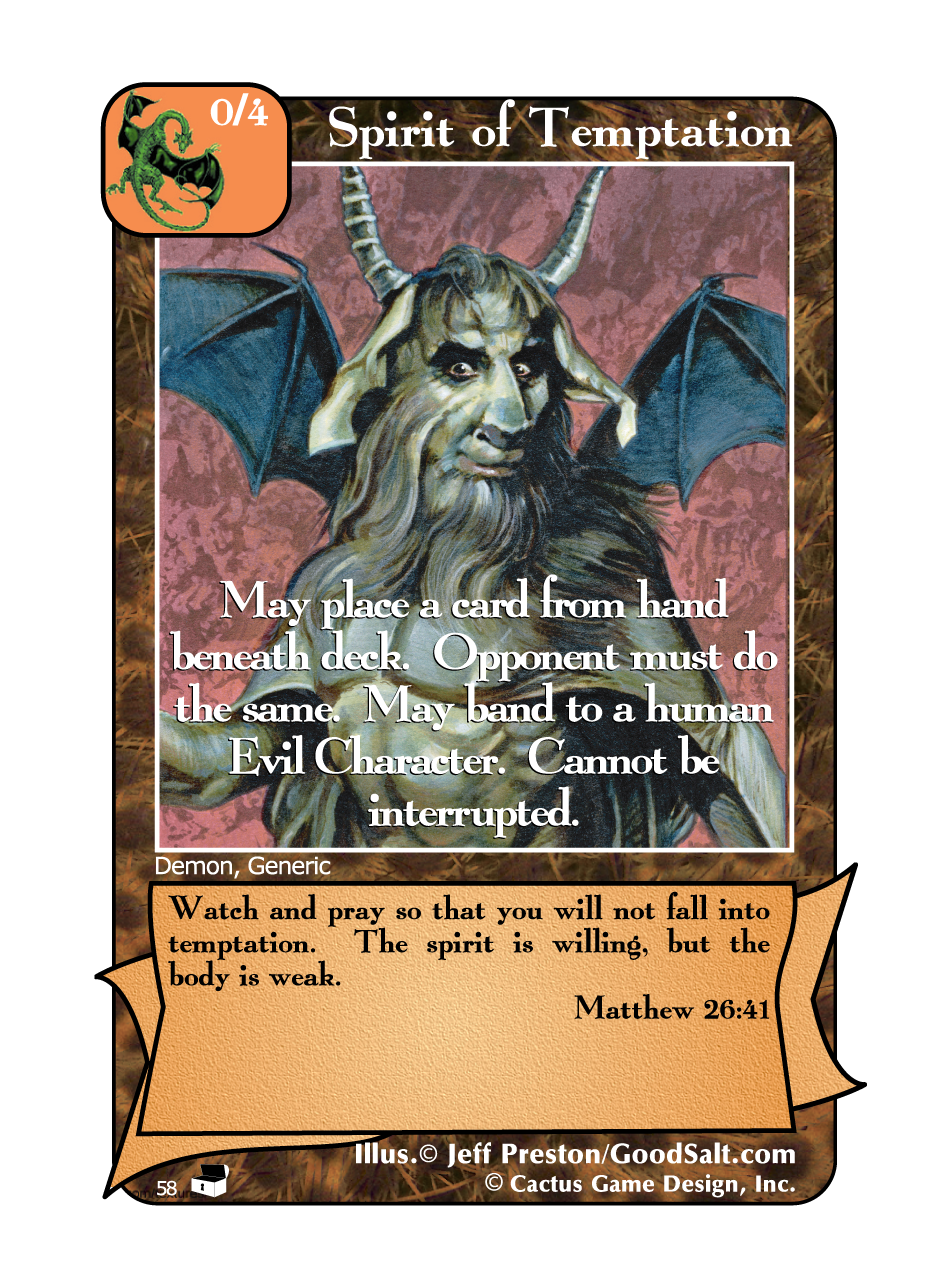 0/4
Spirit of Temptation
May place a card from hand
beneath deck. Opponent must do
the same. May band to a human
Evil Character. Cannot be
interrupted.
Demon, Generic
Watch and pray so that you will not fall into
temptation. The spirit is willing, but the
body is weak.
Matthew 26:41
Illus.© Jeff Preston/GoodSalt.com
58
© Cactus Game Design, Inc.